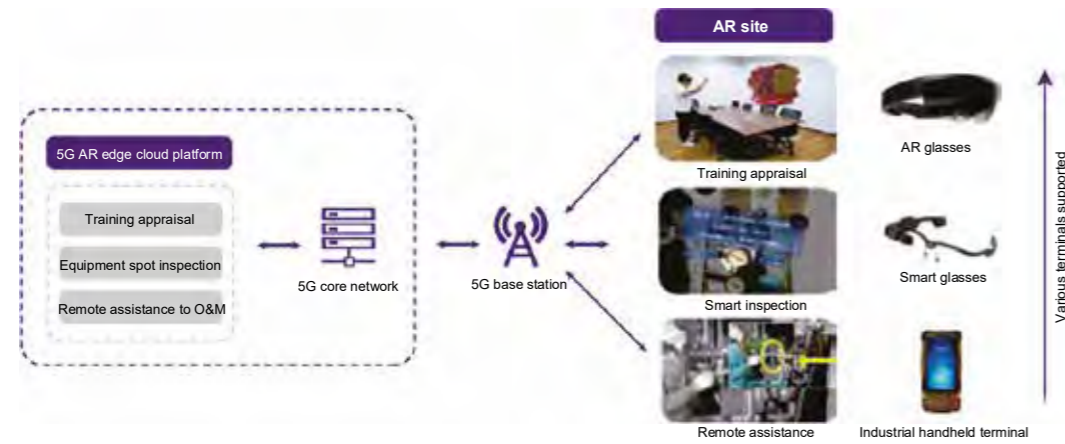 AR site
5G AR edge cloud platform
Training appraisal
Equipment spot inspection
Remote assistance to O&M
5G core network
5G base station
Training appraisal
AR glasses
Smart inspection
Smart glasses
Remote assistance
Industrial handheld terminal
Various terminals supported